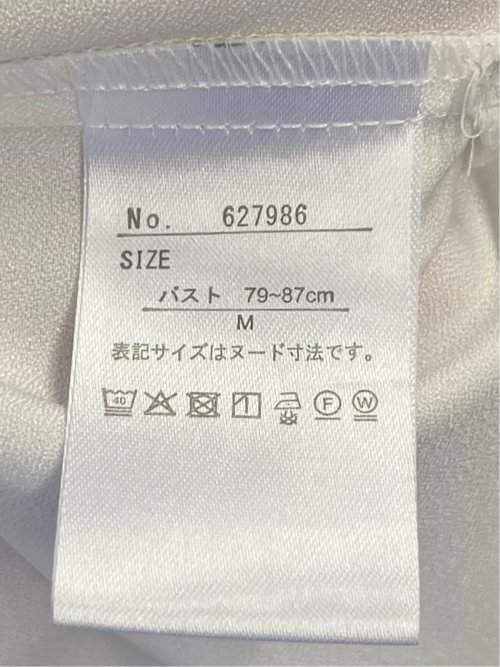 No. 627986
SIZE
バスト 79~87cm
M
表記サイズはヌード寸法です。
40 F W